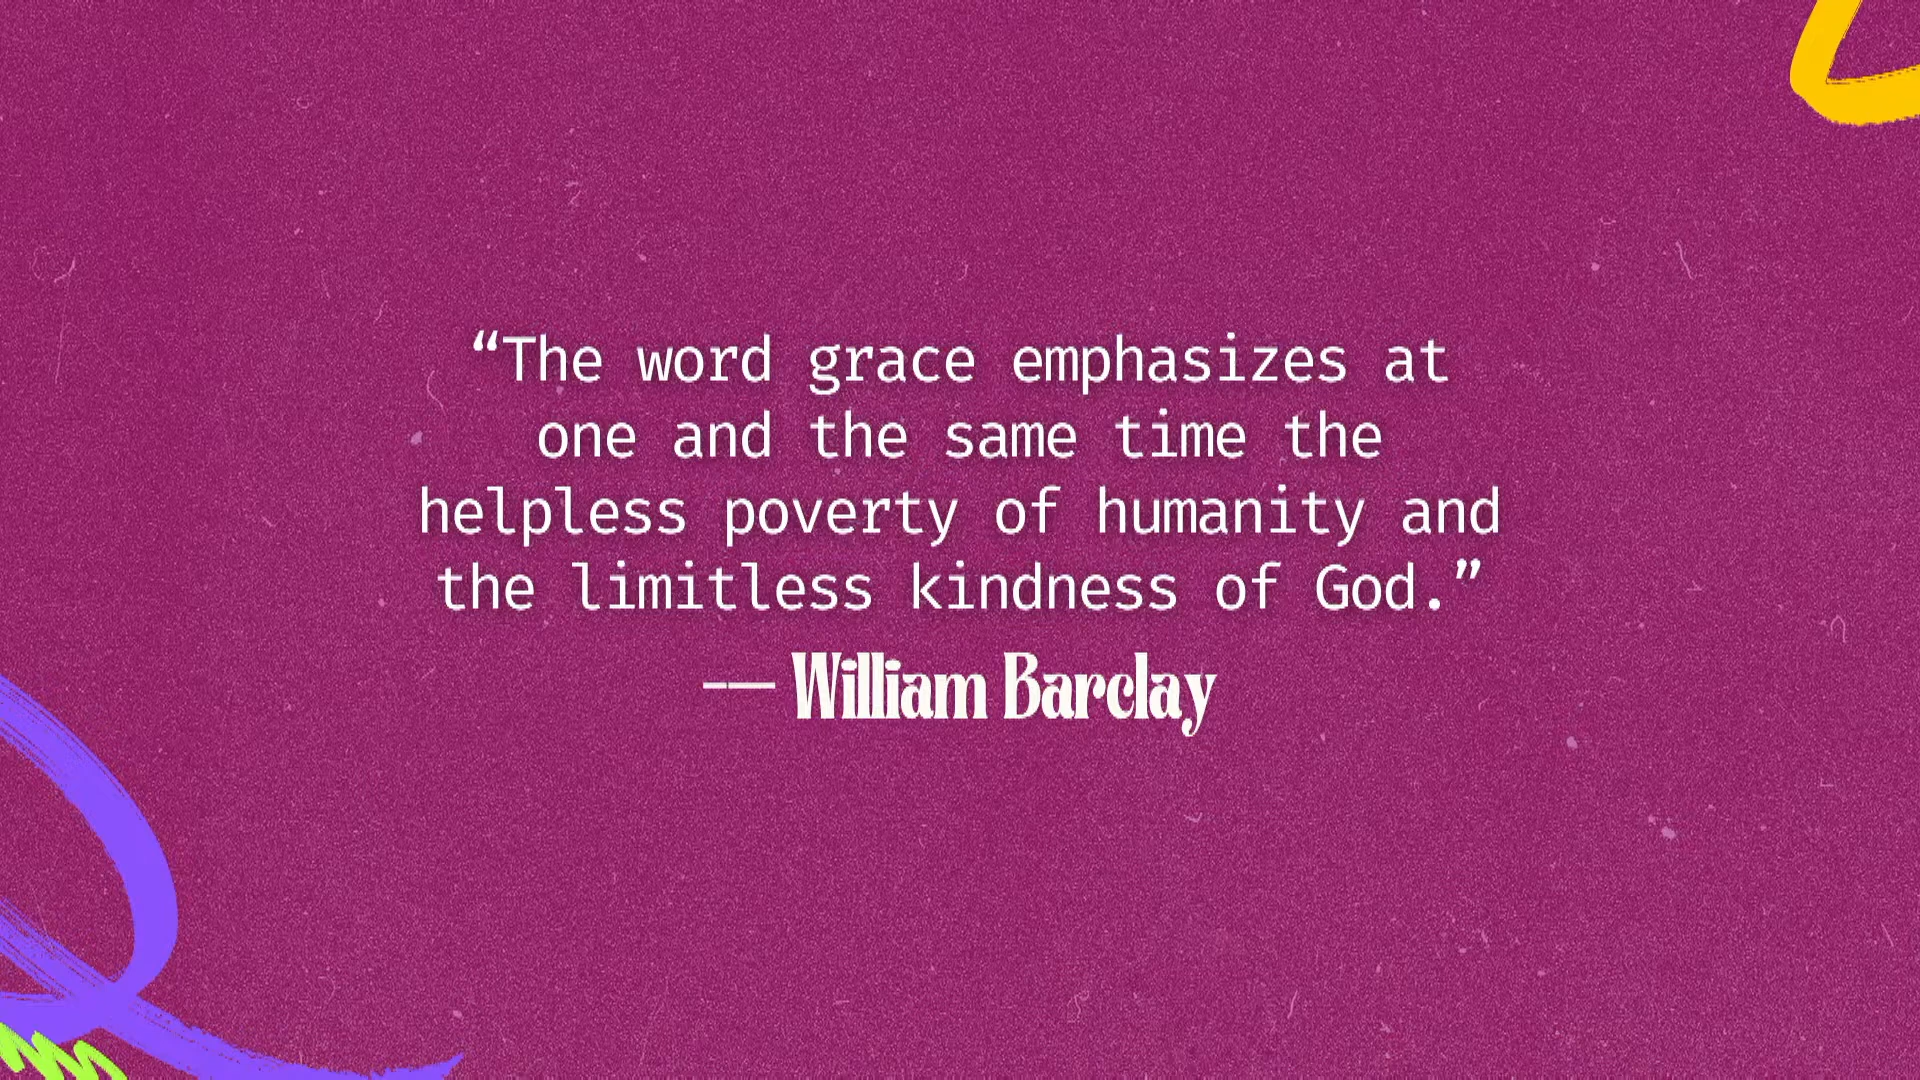 “The word grace emphasizes at
one and the same time the
helpless poverty of humanity and
the limitless kindness of God.”
-— William Barclay